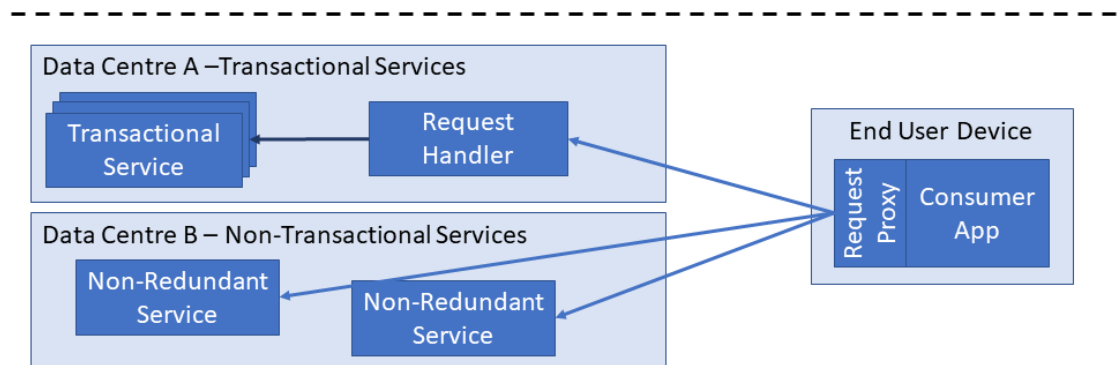 Data Centre A –Transactional Services
Transactional
Service
Request
Handler
End User Device
Request
Proxy
Consumer
App
Data Centre B – Non-Transactional Services
Non-Redundant
Service
Non-Redundant
Service